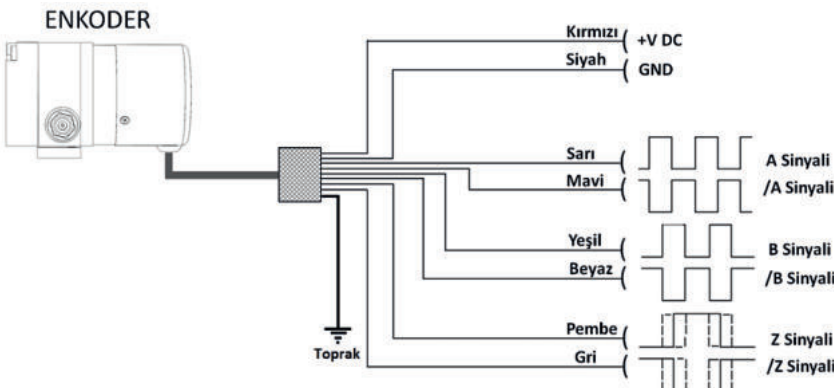 ENKODER
Kırmızı
+V DC
Siyah
GND
Sarı
A Sinyali
Mavi
/A Sinyali
Yeşil
B Sinyali
Beyaz
/B Sinyali
Toprak
Pembe
Z Sinyali
Gri
/Z Sinyali